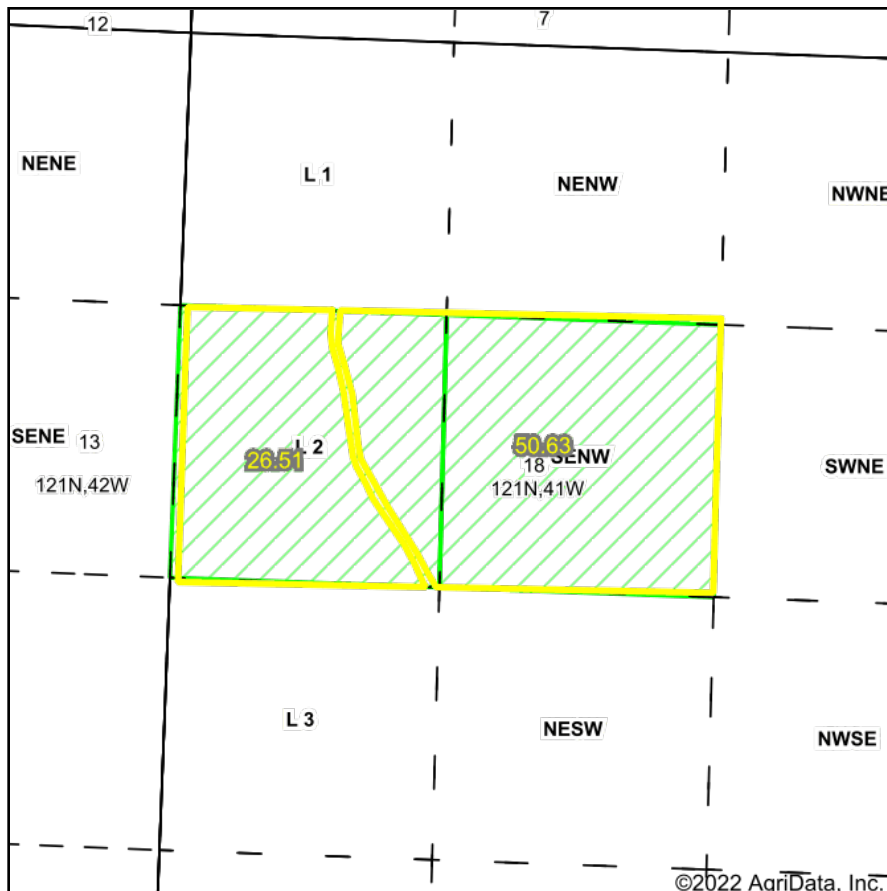 12
7
NENE
L 1
NENW
NWNE
SENE 13
L 2
26.51
50.63
SENW
18
SWNE
121N,42W
121N,41W
L 3
NESW
NWSE
©2022 AgriData, Inc.